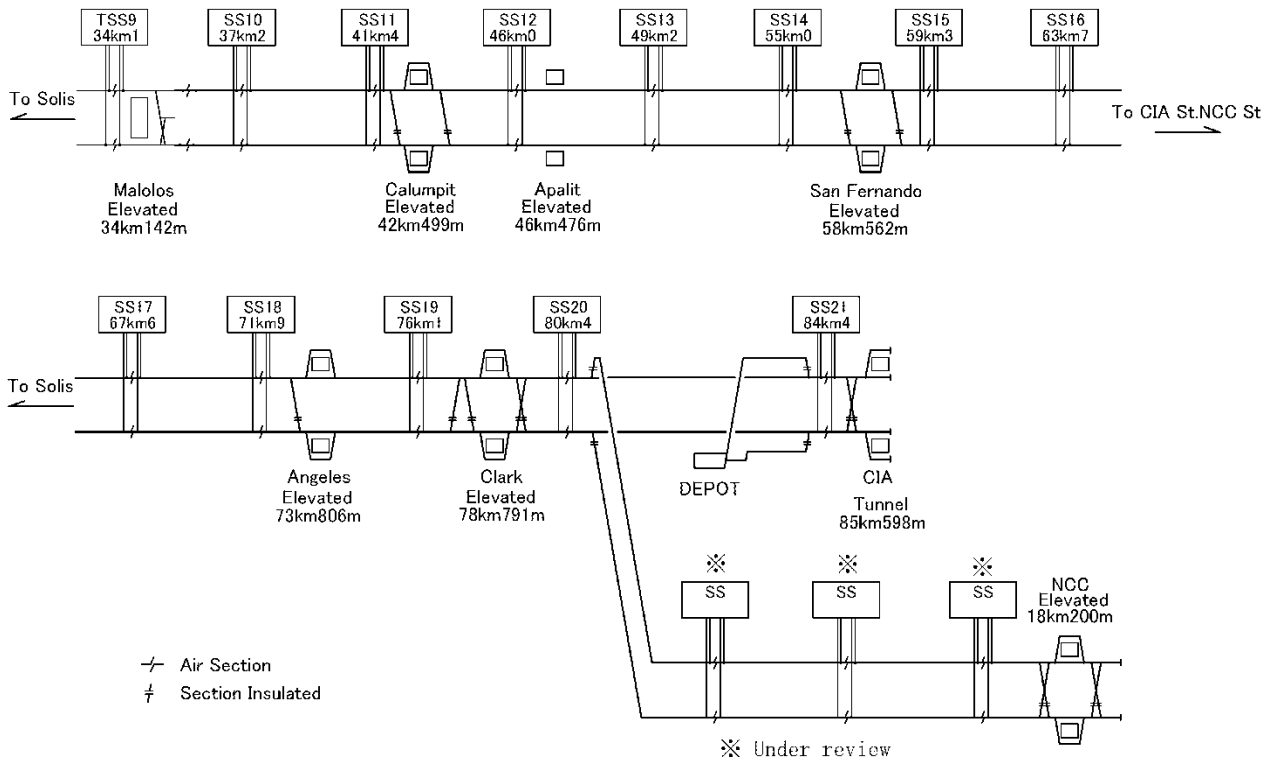 TSS9
34km1
SS10
37km2
SS11
41km4
SS12
46km0
SS13
49km2
SS14
55km0
SS15
59km3
SS16
63km7
To Solis
To CIA St.NCC St
Malolos
Elevated
34km142m
Calumpit
Elevated
42km499m
Apalit
Elevated
46km476m
San Fernando
Elevated
58km562m
SS17
67km6
SS18
71km9
SS19
76km1
SS20
80km4
SS21
84km4
To Solis
Angeles
Elevated
73km806m
Clark
Elevated
78km791m
DEPOT
CIA
Tunnel
85km598m
※
※
※
SS
SS
SS
NCC
Elevated
18km200m
Air Section
Section Insulated
※ Under review